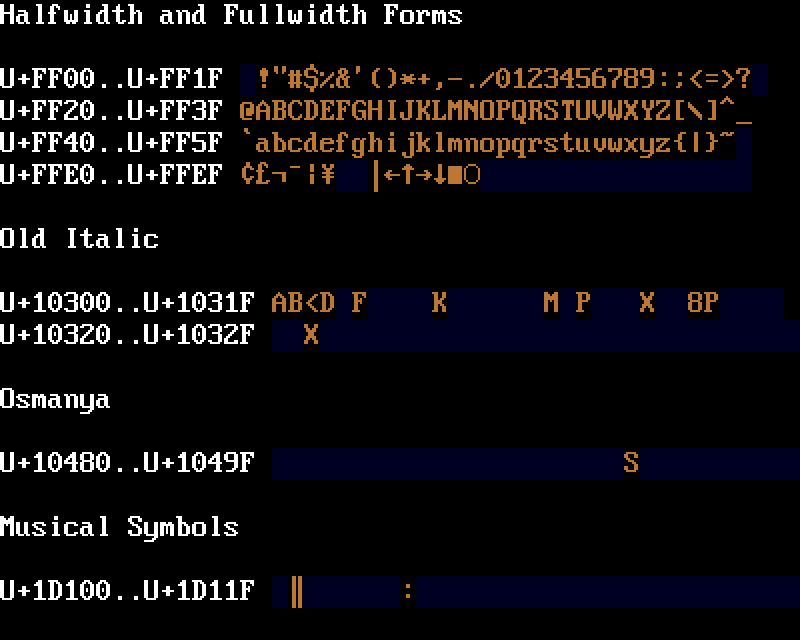 Halfwidth and Fullwidth Forms
U+FF00..U+FF1F  !"#$%&'()*+,-./0123456789:;<=>?
U+FF20..U+FF3F @ABCDEFGHIJKLMNOPQRSTUVWXYZ[\]^_
U+FF40..U+FF5F `abcdefghijklmnopqrstuvwxyz{|}~
U+FFE0..U+FFEF ¢£¬¯¦¥  │←↑→↓■○
Old Italic
U+10300..U+1031F AB<D F    K      M P   X  8P
U+10320..U+1032F   X
Osmanya
U+10480..U+1049F                       S
Musical Symbols
U+1D100..U+1D11F  ‖      :